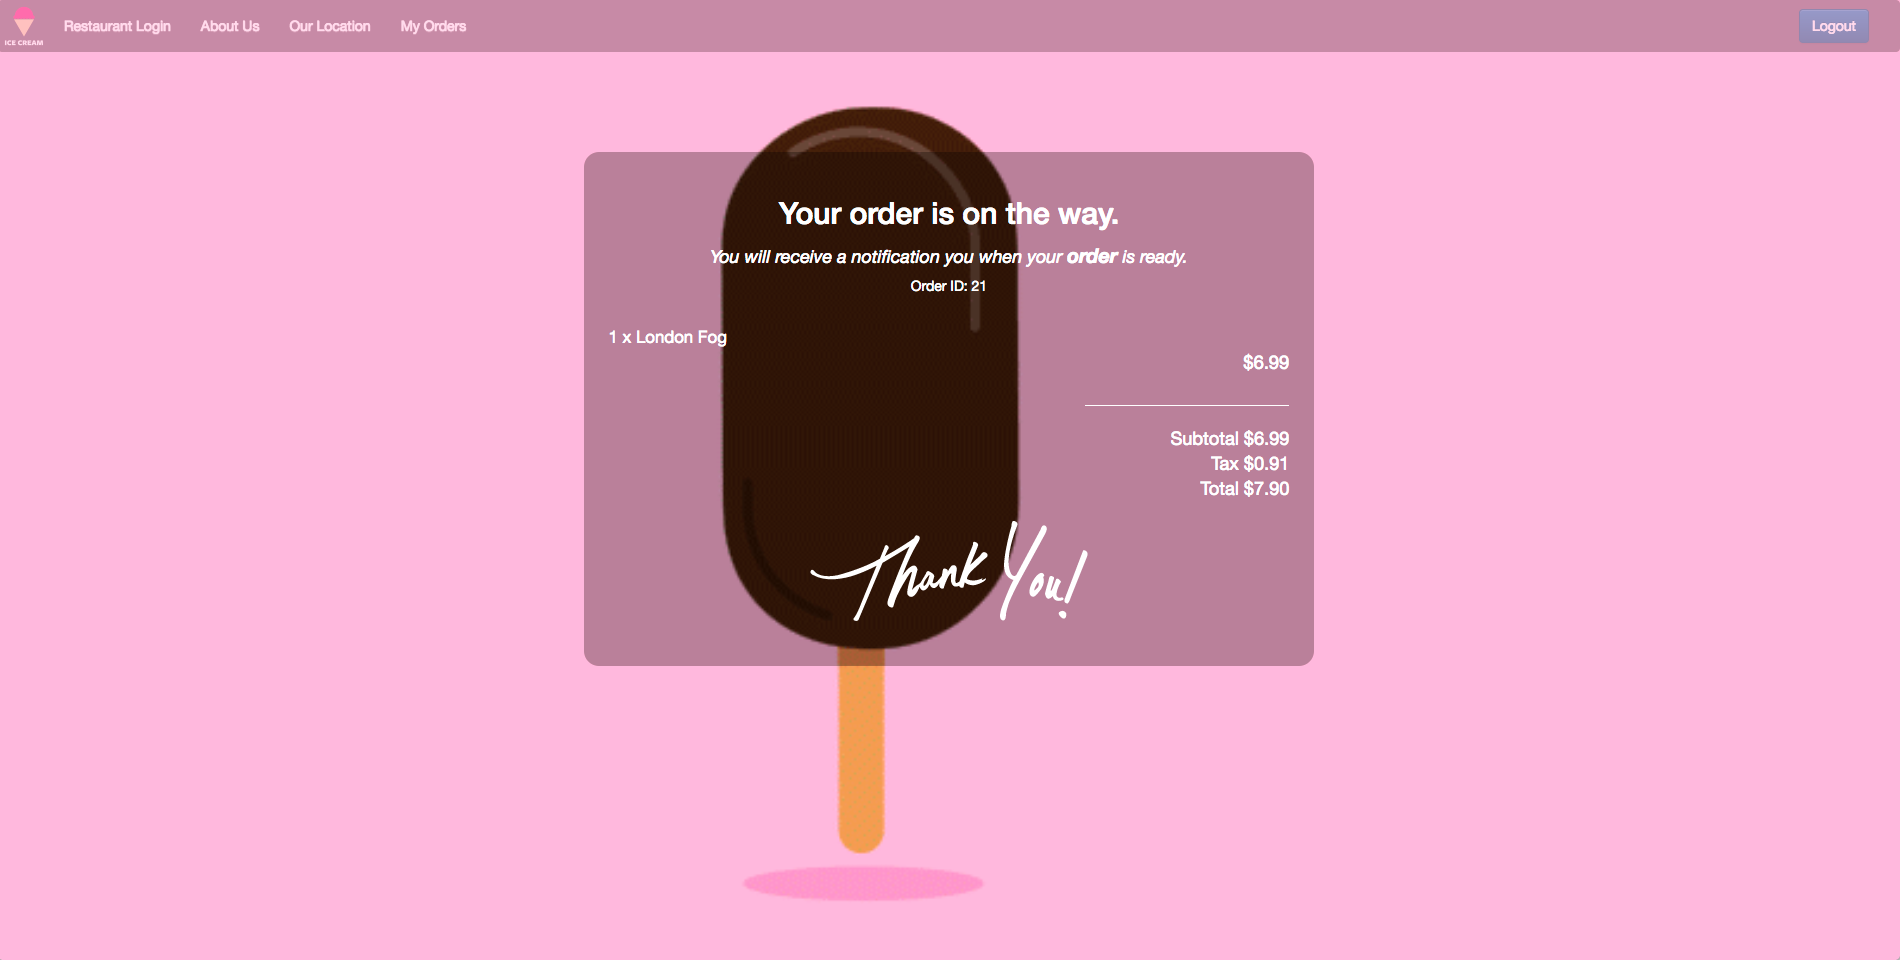 ICE CREAM
Restaurant Login About Us Our Location My Orders Logout
Your order is on the way.
You will receive a notification you when your order is ready.
Order ID: 21
1 x London Fog
$6.99
Subtotal $6.99
Tax $0.91
Total $7.90
Thank You!